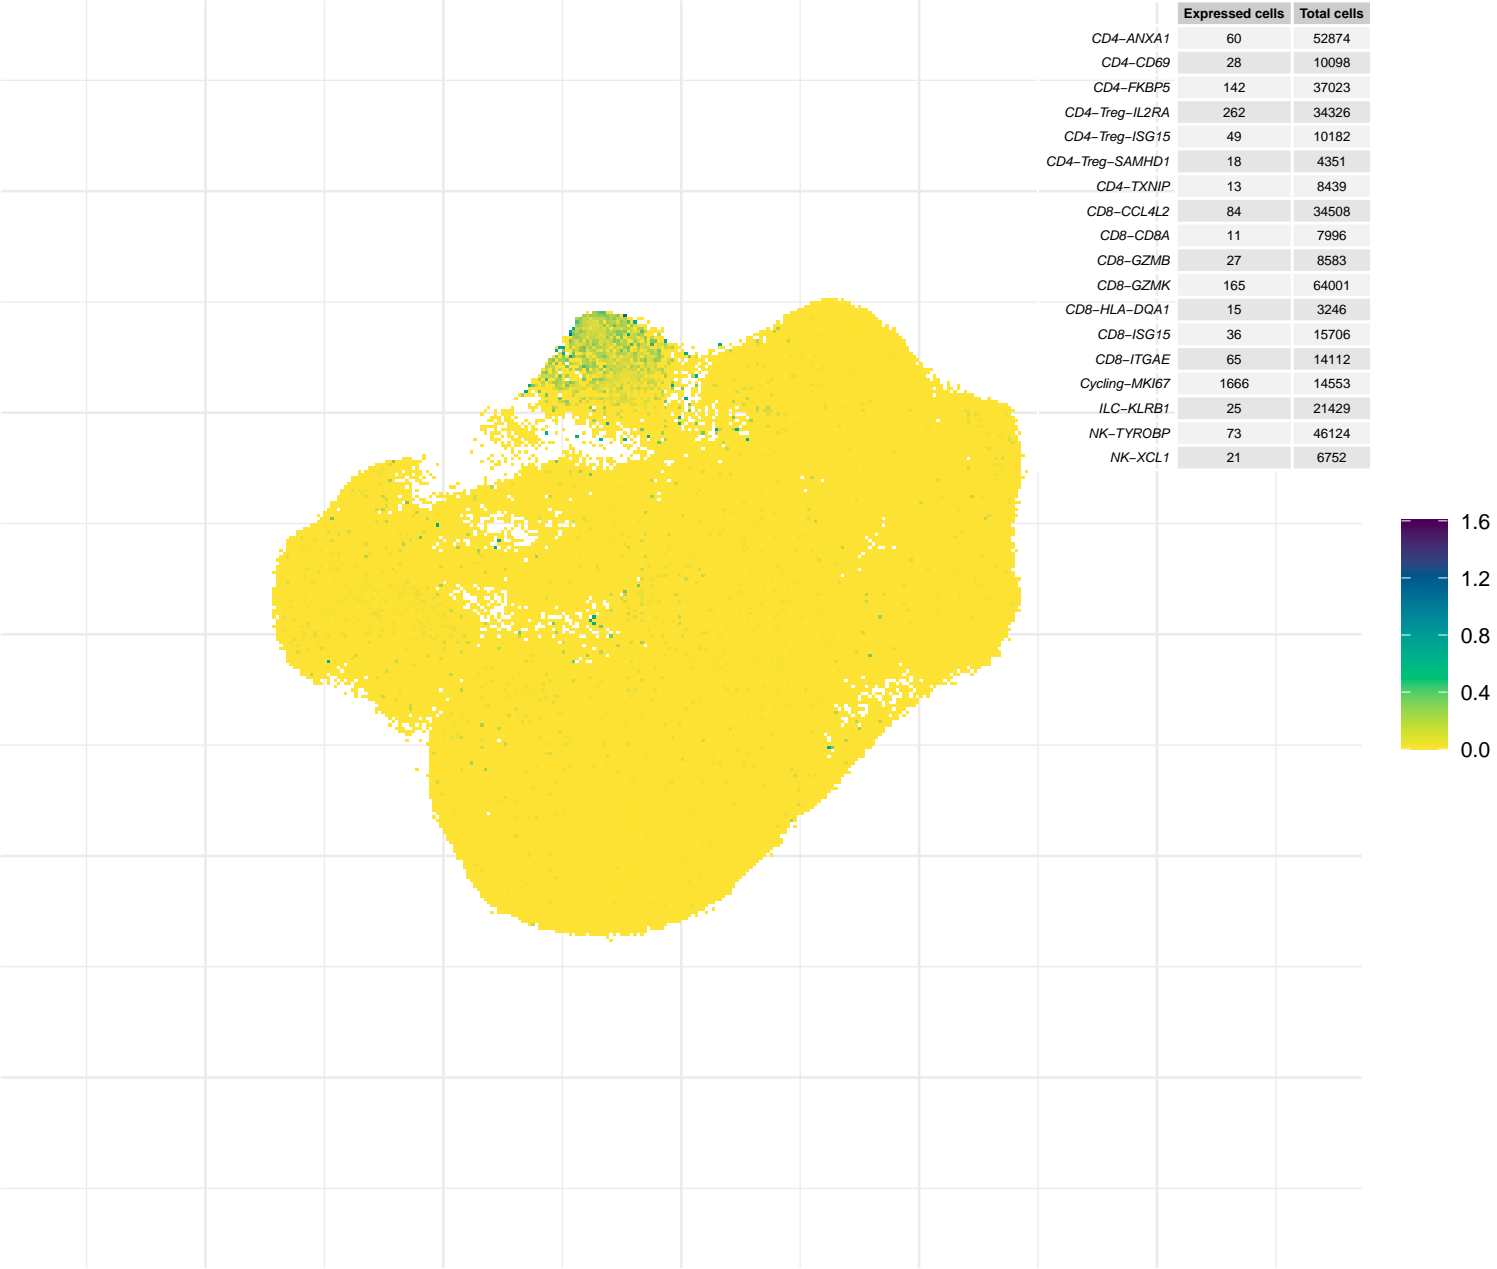 Expressed cells Total cells
CD4−ANXA1 60 52874
CD4−CD69 28 10098
CD4−FKBP5 142 37023
CD4−Treg−IL2RA 262 34326
CD4−Treg−ISG15 49 10182
CD4−Treg−SAMHD1 18 4351
CD4−TXNIP 13 8439
CD8−CCL4L2 84 34508
CD8−CD8A 11 7996
CD8−GZMB 27 8583
CD8−GZMK 165 64001
CD8−HLA−DQA1 15 3246
CD8−ISG15 36 15706
CD8−ITGAE 65 14112
Cycling−MKI67 1666 14553
ILC−KLRB1 25 21429
NK−TYROBP 73 46124
NK−XCL1 21 6752
1.6
1.2
0.8
0.4
0.0